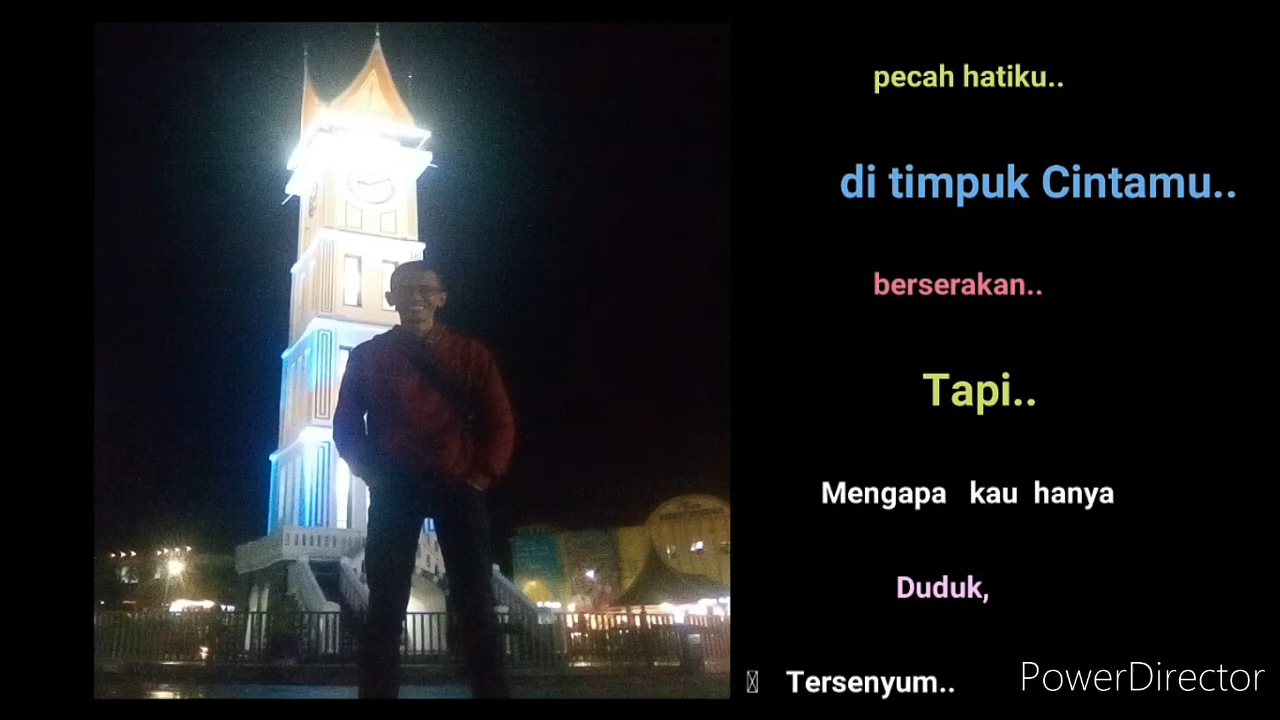 pecah hatiku..
di timpuk Cintamu..
berserakan..
Tapi..
Mengapa kau hanya
Duduk,
Tersenyum..
PowerDirector